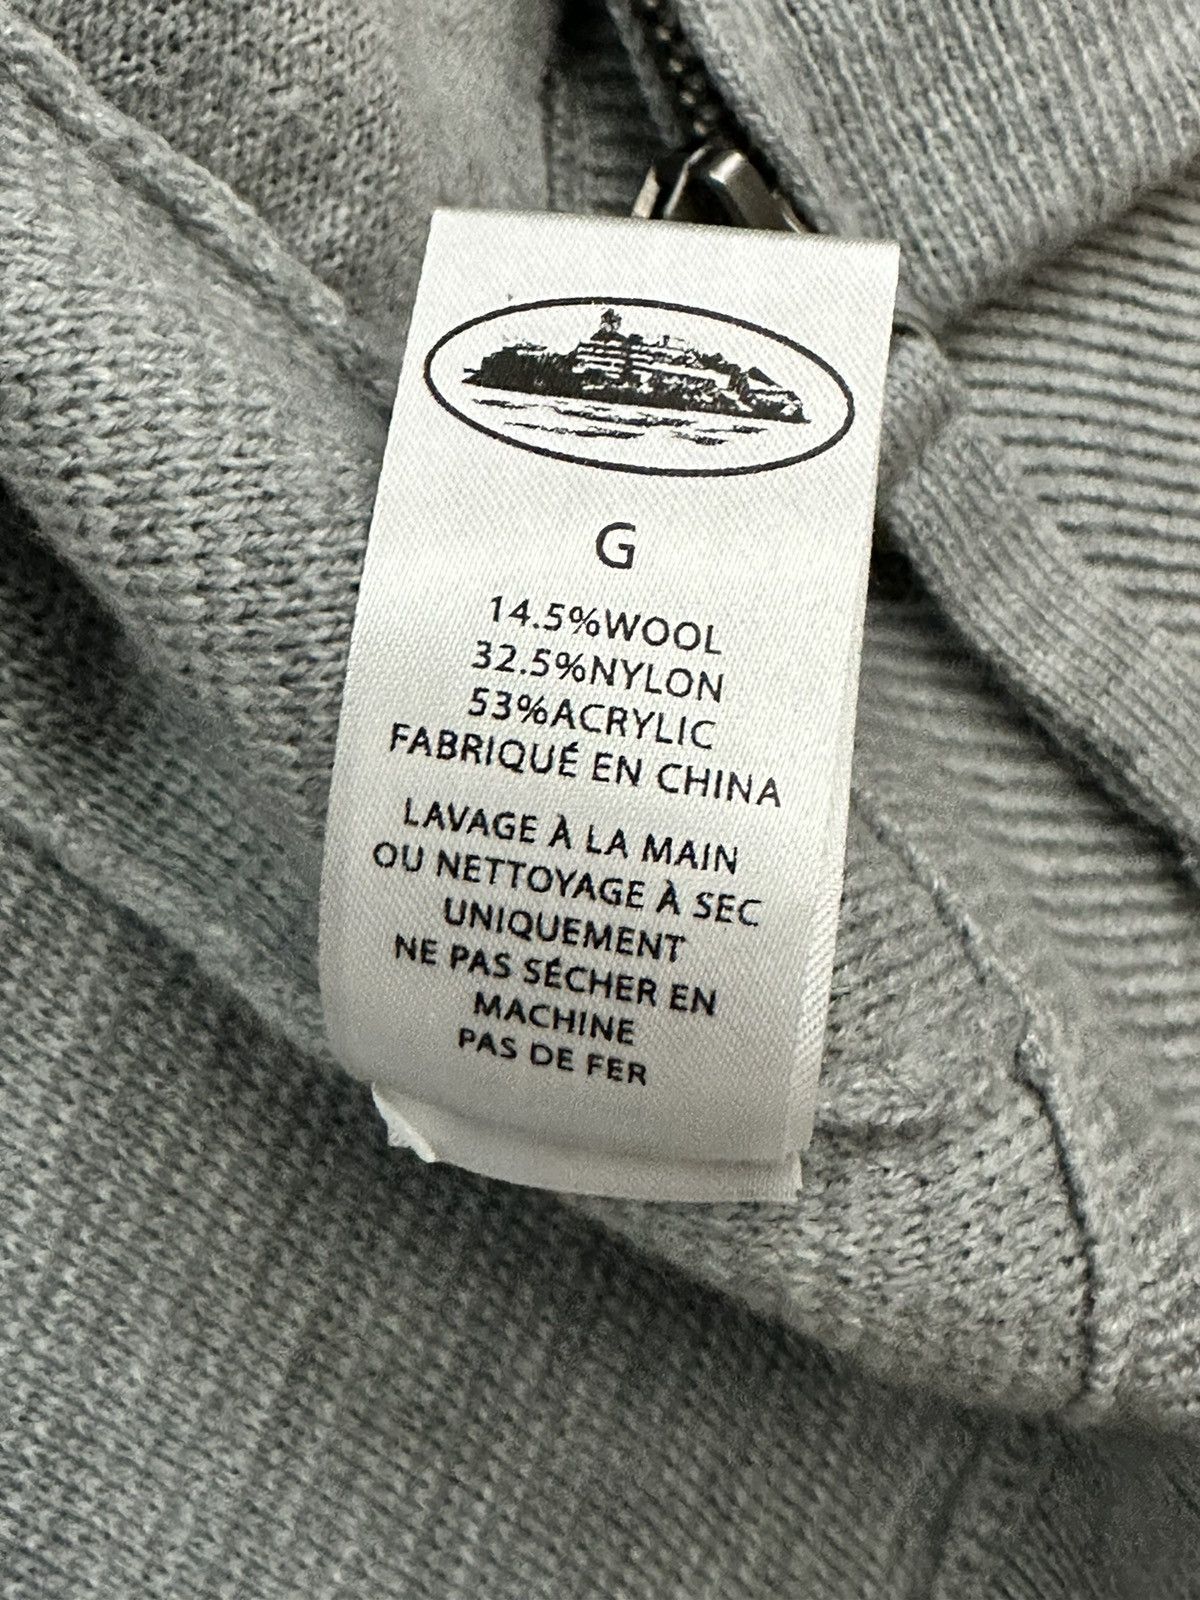 G
14.5%WOOL
32.5%NYLON
53%ACRYLIC
FABRIQUÉ EN CHINA
LAVAGE À LA MAIN
OU NETTOYAGE À SEC
UNIQUEMENT
NE PAS SÉCHER EN
MACHINE
PAS DE FER